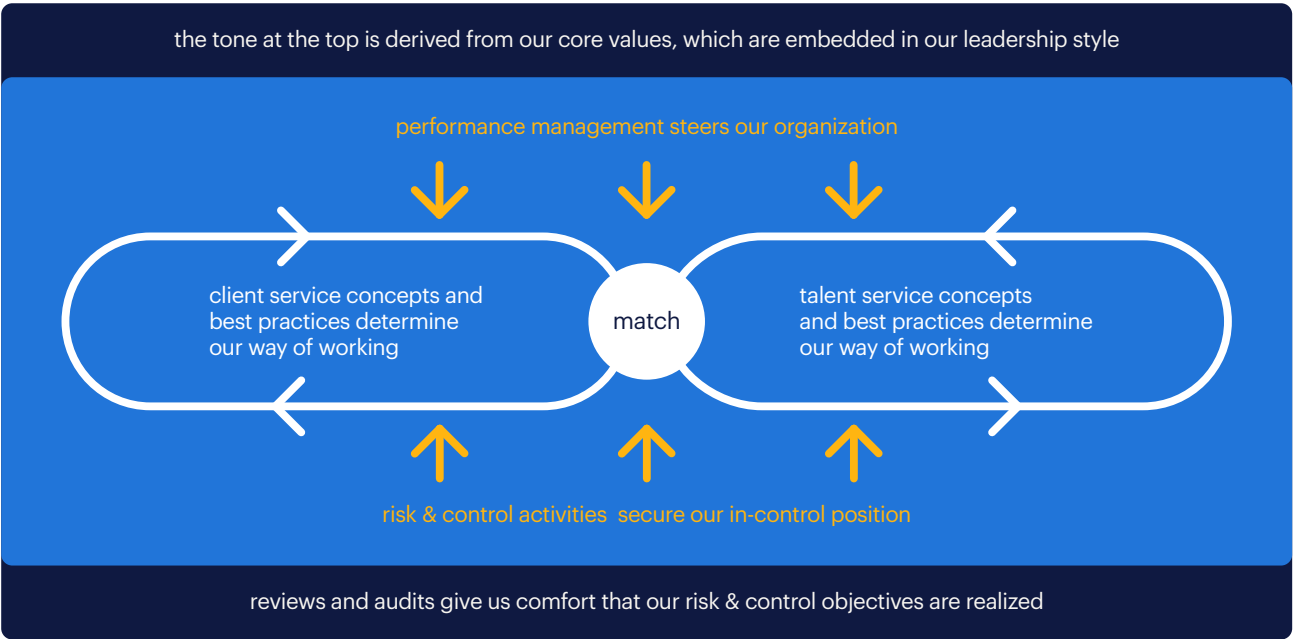 the tone at the top is derived from our core values, which are embedded in our leadership style
performance management steers our organization
client service concepts and
best practices determine
our way of working
match
talent service concepts
and best practices determine
our way of working
risk & control activities secure our in-control position
reviews and audits give us comfort that our risk & control objectives are realized